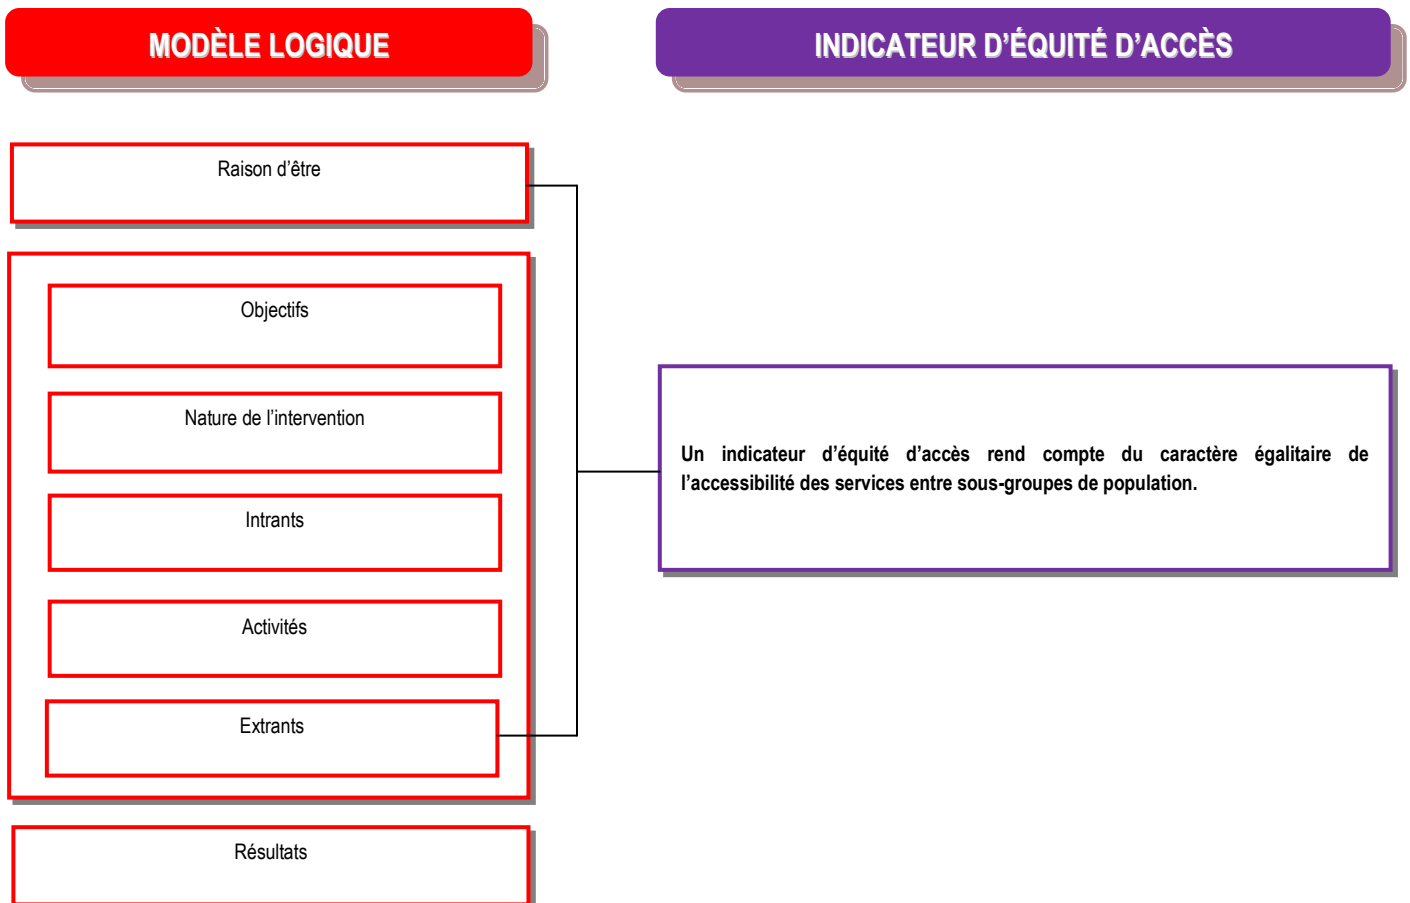 MODÈLE LOGIQUE
INDICATEUR D’ÉQUITÉ D’ACCÈS
Raison d’être
Objectifs
Nature de l’intervention
Intrants
Activités
Extrants
Résultats
Un indicateur d’équité d’accès rend compte du caractère égalitaire de
l’accessibilité des services entre sous-groupes de population.